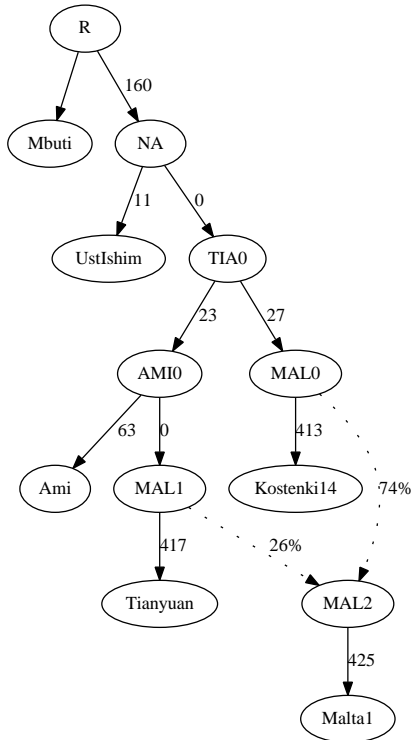 R
160
Mbuti
NA
11
0
UstIshim
TIA0
23
27
AMI0
MAL0
63
0
413
74%
Ami
MAL1
Kostenki14
417
26%
Tianyuan
MAL2
425
Malta1